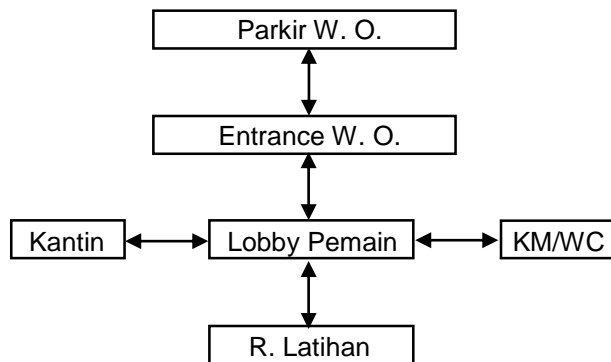 Parkir W. O.
Entrance W. O.
Kantin
Lobby Pemain
KM/WC
R. Latihan